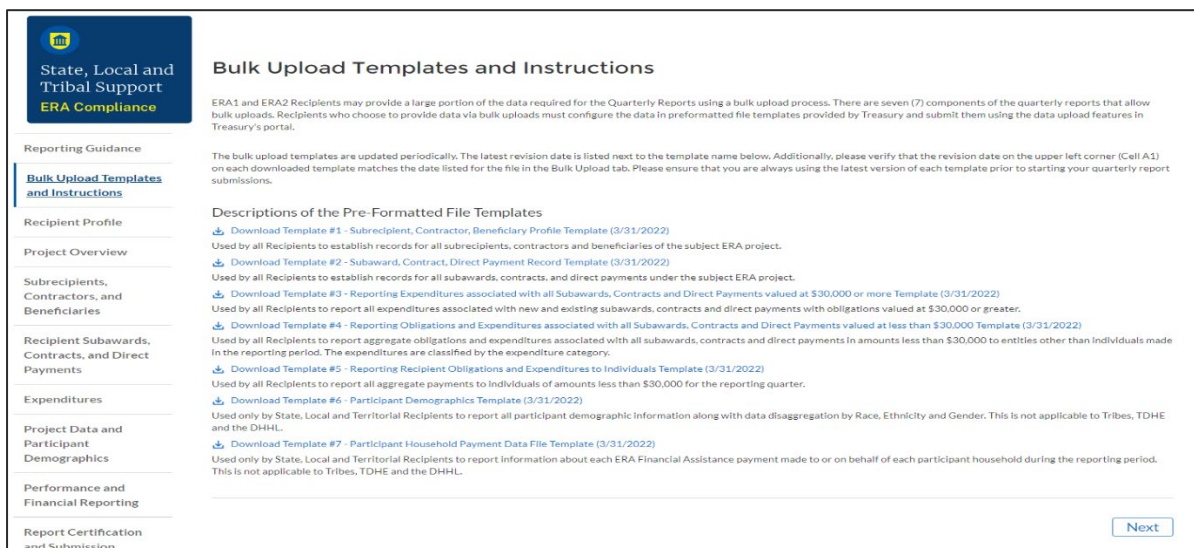 State, Local and
Tribal Support
ERA Compliance
Reporting Guidance
Bulk Upload Templates
and Instructions
Recipient Profile
Project Overview
Subrecipients,
Contractors, and
Beneficiaries
Recipient Subawards,
Contracts, and Direct
Payments
Expenditures
Project Data and
Participant
Demographics
Performance and
Financial Reporting
Report Certification
and Submission
Bulk Upload Templates and Instructions
ERA1 and ERA2 Recipients may provide a large portion of the data required for the Quarterly Reports using a bulk upload process. There are seven (7) components of the quarterly reports that allow
bulk uploads. Recipients who choose to provide data via bulk uploads must configure the data in preformatted file templates provided by Treasury and submit them using the data upload features in
Treasury's portal.
The bulk upload templates are updated periodically. The latest revision date is listed next to the template name below. Additionally, please verify that the revision date on the upper left corner (Cell A1)
on each downloaded template matches the date listed for the file in the Bulk Upload tab. Please ensure that you are always using the latest version of each template prior to starting your quarterly report
submissions.
Descriptions of the Pre-Formatted File Templates
Download Template #1 - Subrecipient, Contractor, Beneficiary Profile Template (3/31/2022)
Used by all Recipients to establish records for all subrecipients, contractors and beneficiaries of the subject ERA project.
Download Template #2 - Subaward, Contract, Direct Payment Record Template (3/31/2022)
Used by all Recipients to establish records for all subawards, contracts, and direct payments under the subject ERA project.
Download Template #3 - Reporting Expenditures associated with all Subawards, Contracts and Direct Payments valued at $30,000 or more Template (3/31/2022)
Used by all Recipients to report all expenditures associated with new and existing subawards, contracts and direct payments with obligations valued at $30,000 or greater.
Download Template #4 - Reporting Obligations and Expenditures associated with all Subawards, Contracts and Direct Payments valued at less than $30,000 Template (3/31/2022)
Used by all Recipients to report aggregate obligations and expenditures associated with all subawards, contracts and direct payments in amounts less than $30,000 to entities other than individuals made
in the reporting period. The expenditures are classified by the expenditure category.
Download Template #5 - Reporting Recipient Obligations and Expenditures to Individuals Template (3/31/2022)
Used by all Recipients to report all aggregate payments to individuals of amounts less than $30,000 for the reporting quarter.
Download Template #6 - Participant Demographics Template (3/31/2022)
Used only by State, Local and Territorial Recipients to report all participant demographic information along with data disaggregation by Race, Ethnicity and Gender. This is not applicable to Tribes, TDHE
and the DHHL.
Download Template #7 - Participant Household Payment Data File Template (3/31/2022)
Used only by State, Local and Territorial Recipients to report information about each ERA Financial Assistance payment made to or on behalf of each participant household during the reporting period.
This is not applicable to Tribes, TDHE and the DHHL.
Next